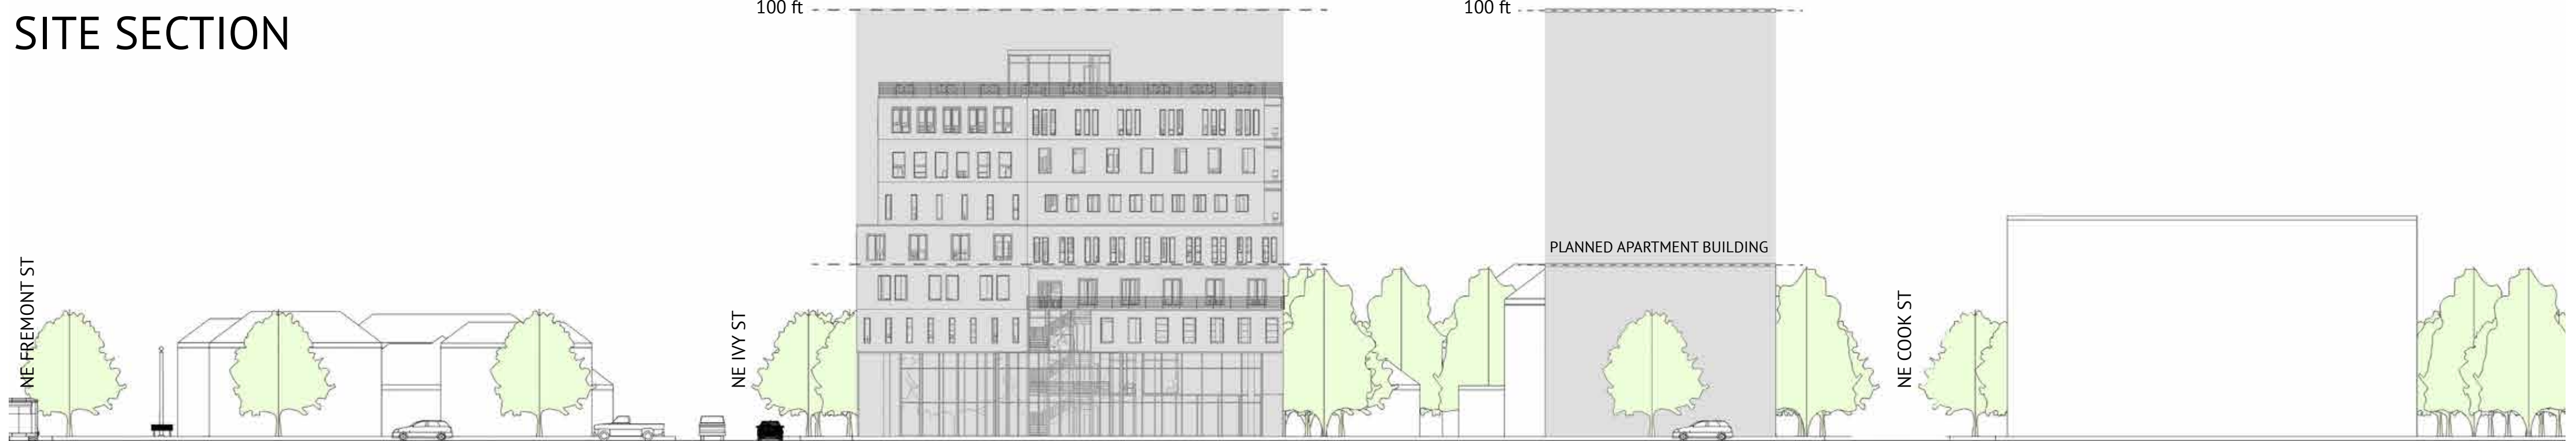 SITE SECTION
100 ft
100 ft
NE FREMONT ST
NE IVY ST
PLANNED APARTMENT BUILDING
NE COOK ST